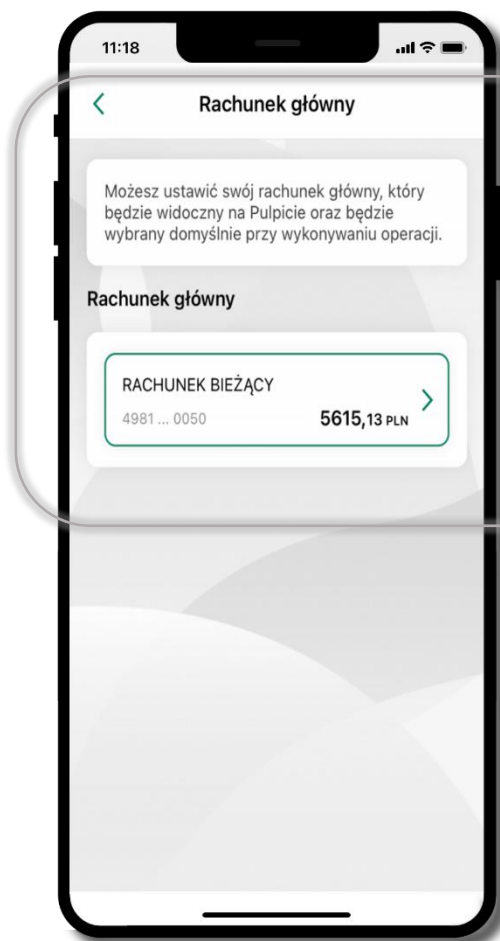 11:18
Rachunek główny
Możesz ustawić swój rachunek główny, który
będzie widoczny na Pulpicie oraz będzie
wybrany domyślnie przy wykonywaniu operacji.
Rachunek główny
RACHUNEK BIEŻĄCY
4981 ... 0050 5615,13 PLN